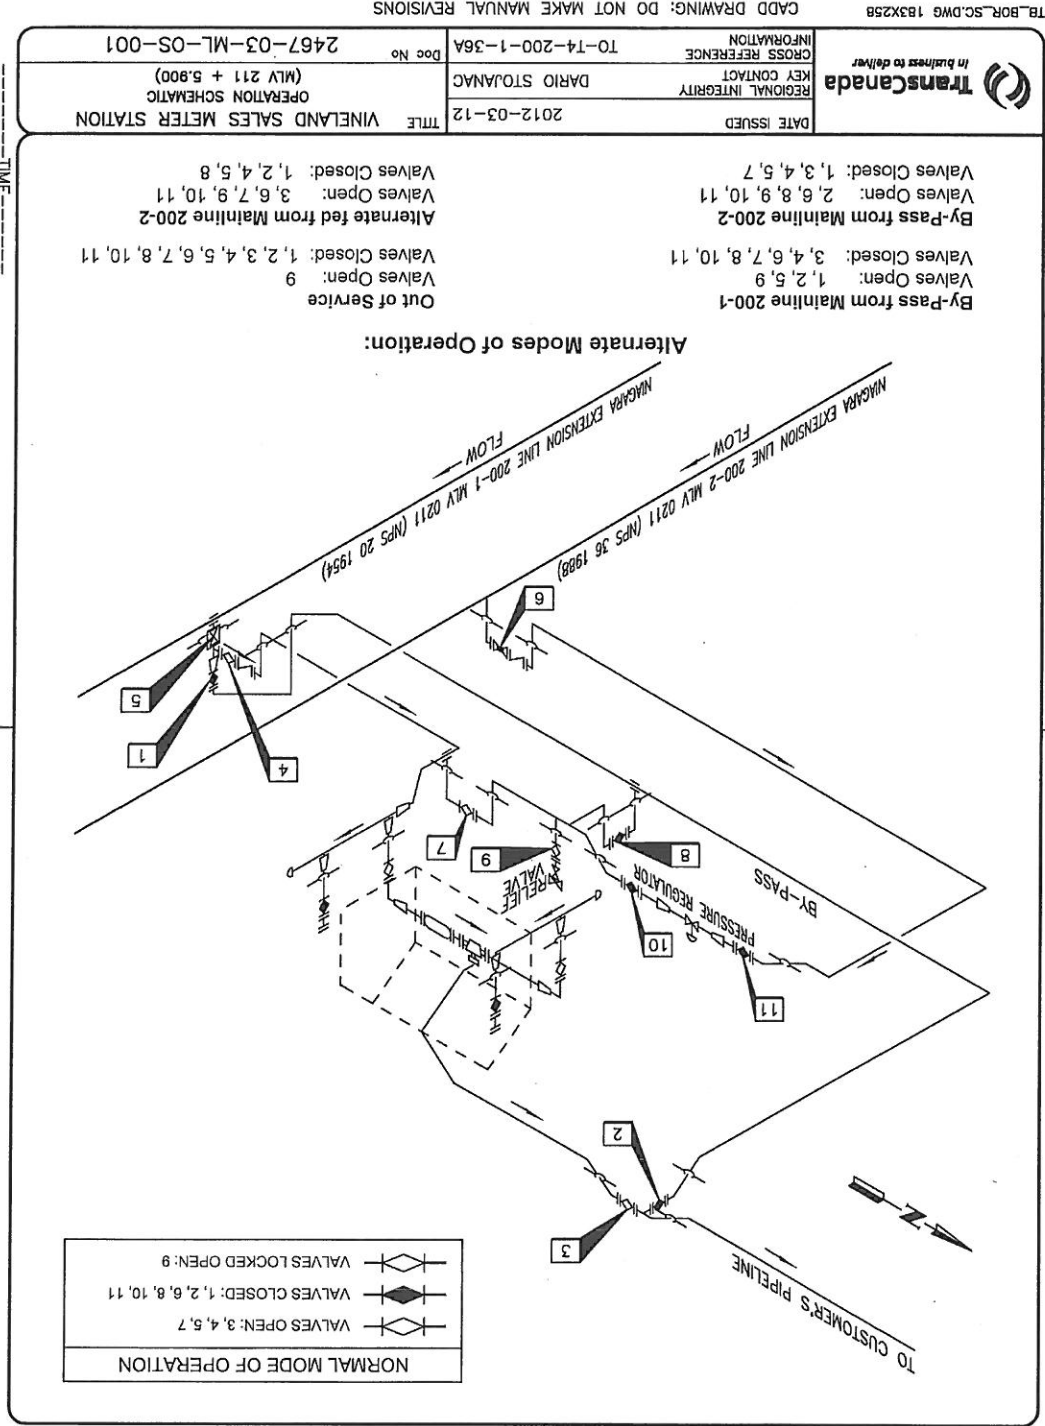 NORMAL MODE OF OPERATION
VALVES OPEN: 3, 4, 5, 7
VALVES CLOSED: 1, 2, 6, 8, 10, 11
VALVES LOCKED OPEN: 9
TO CUSTOMER'S PIPELINE
N
3
2
11
10
PRESSURE REGULATOR
BY-PASS
8
9
RELIEF
VALVE
7
4
1
5
6
NIAGARA EXTENSION LINE 200-2 MLV 0211 (NPS 36 1988)
FLOW
NIAGARA EXTENSION LINE 200-1 MLV 0211 (NPS 20 1954)
FLOW
Alternate Modes of Operation:
By-Pass from Mainline 200-1
Valves Open: 1, 2, 5, 9
Valves Closed: 3, 4, 6, 7, 8, 10, 11
Out of Service
Valves Open: 9
Valves Closed: 1, 2, 3, 4, 5, 6, 7, 8, 10, 11
By-Pass from Mainline 200-2
Valves Open: 2, 6, 8, 9, 10, 11
Valves Closed: 1, 3, 4, 5, 7
Alternate fed from Mainline 200-2
Valves Open: 3, 6, 7, 9, 10, 11
Valves Closed: 1, 2, 4, 5, 8
TransCanada
In business to deliver
DATE ISSUED
2012-03-12
REGIONAL INTEGRITY
KEY CONTACT
DARIO STOJANAC
CROSS REFERENCE
INFORMATION
TO-T4-200-1-36A
TITLE
VINELAND SALES METER STATION
OPERATION SCHEMATIC
(MLV 211 + 5.900)
Doc No
2467-03-ML-OS-001
TB_BOR_SC.DWG 183X258
CADD DRAWING: DO NOT MAKE MANUAL REVISIONS
TIME